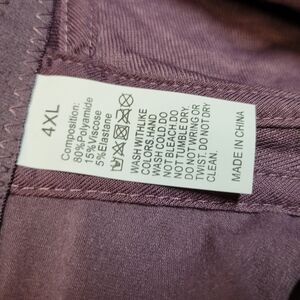 4XL
Composition:
80%Polyamide
15%Viscose
5%Elastane
WASH WITH LIKE
COLORS, HAND
WASH COLD. DO
NOT BLEACH DO
NOT TUMBLE DRY.
DO NOT WRING OR
TWIST. DO NOT DRY
CLEAN.
MADE IN CHINA